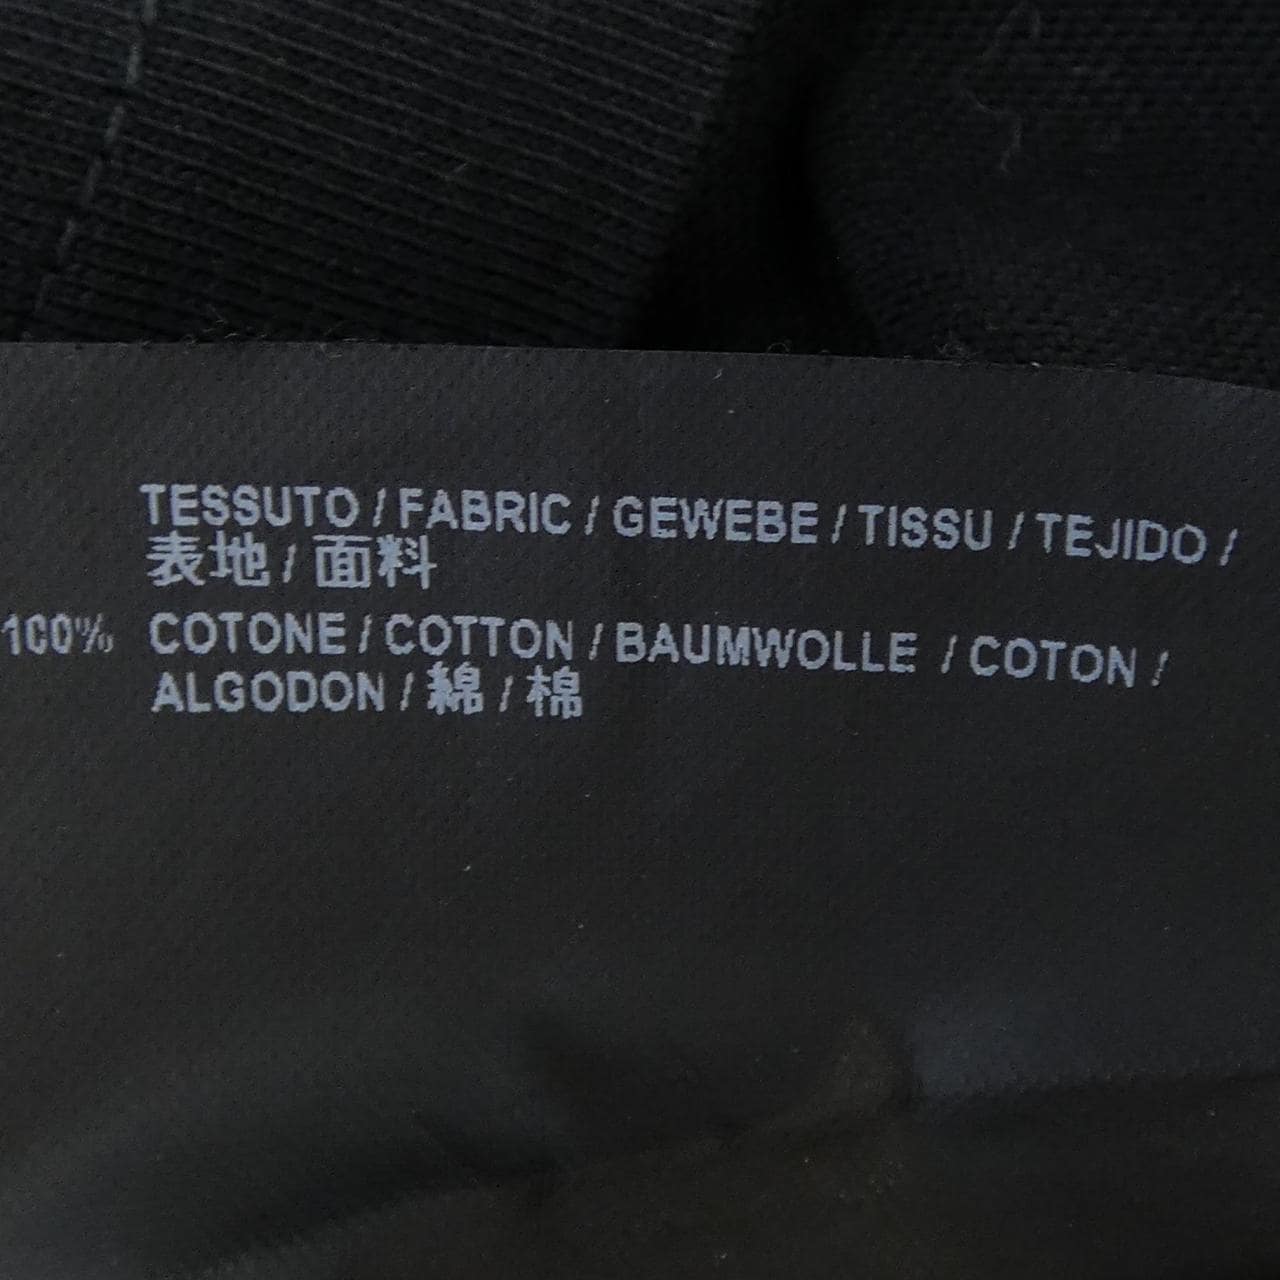 TESSUTO / FABRIC / GEWEBE / TISSU / TEJIDO /
表地 / 面料
100% COTONE / COTTON / BAUMWOLLE / COTON /
ALGODON / 綿 / 棉